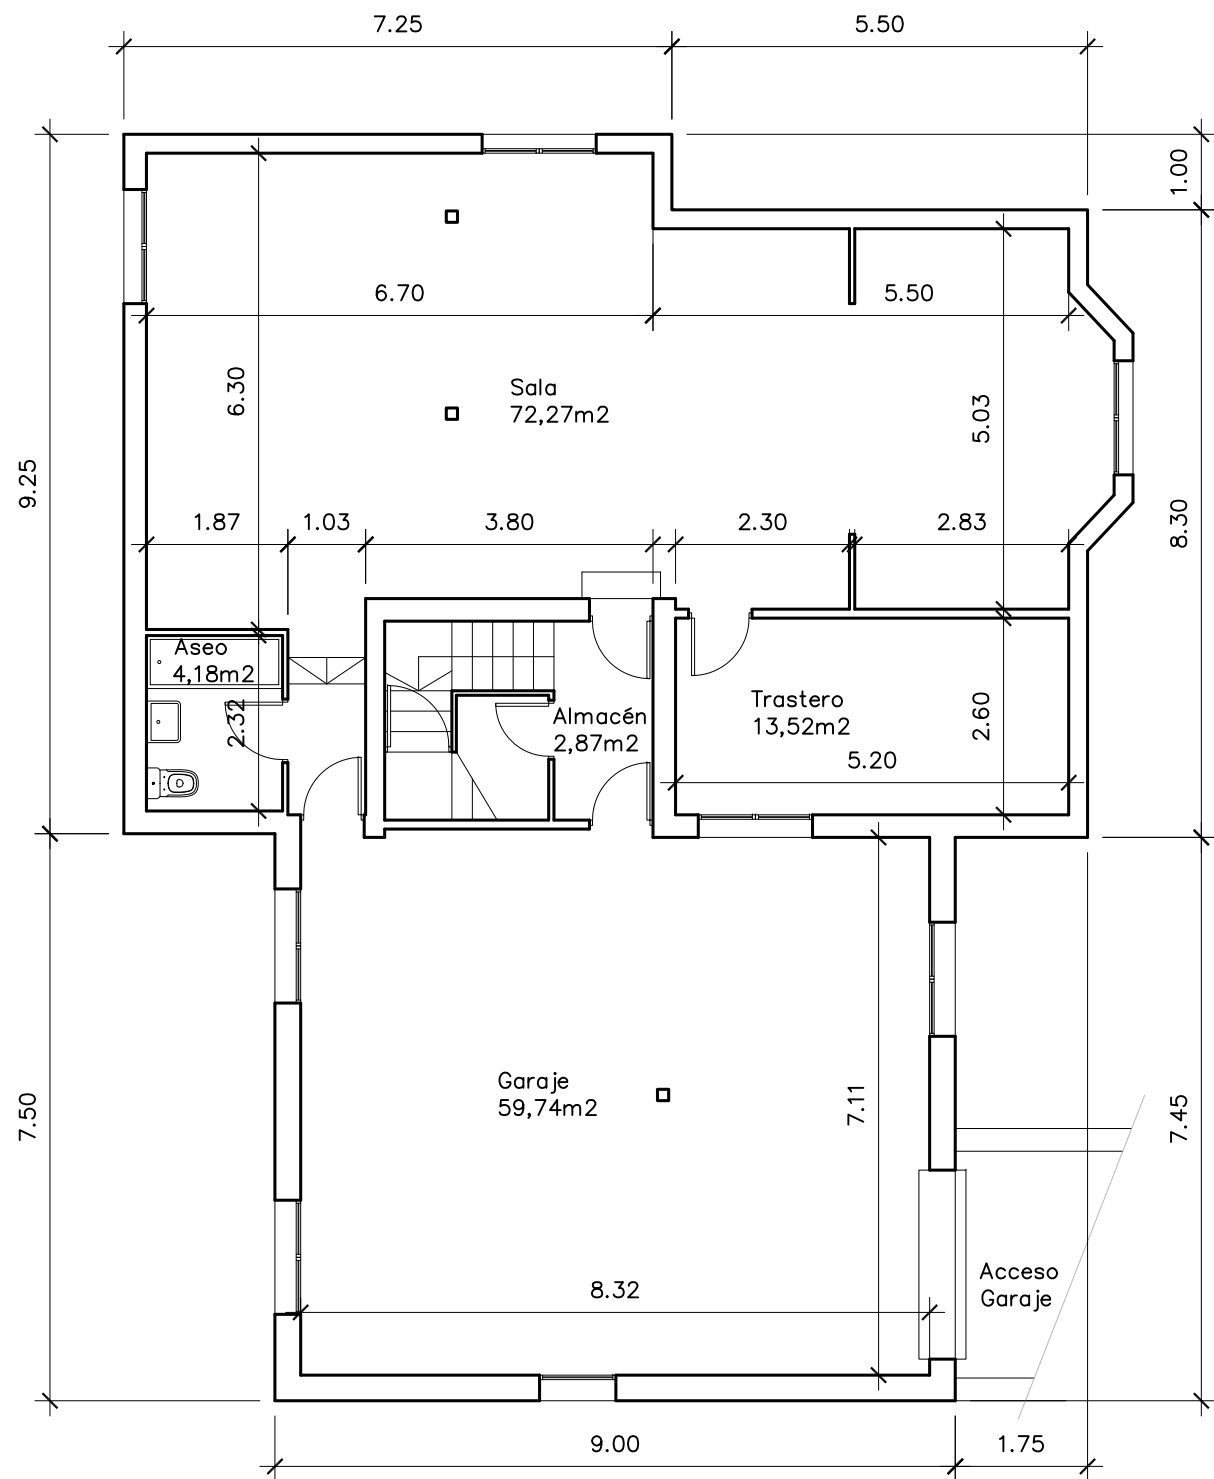 7.25
5.50
1.00
6.70
5.50
6.30
Sala
72,27m2
5.03
9.25
1.87
1.03
3.80
2.30
2.83
8.30
Aseo
4,18m2
2.32
Almacén
2,87m2
Trastero
13,52m2
2.60
5.20
Garaje
59,74m2
7.11
7.50
7.45
8.32
Acceso
Garaje
9.00
1.75